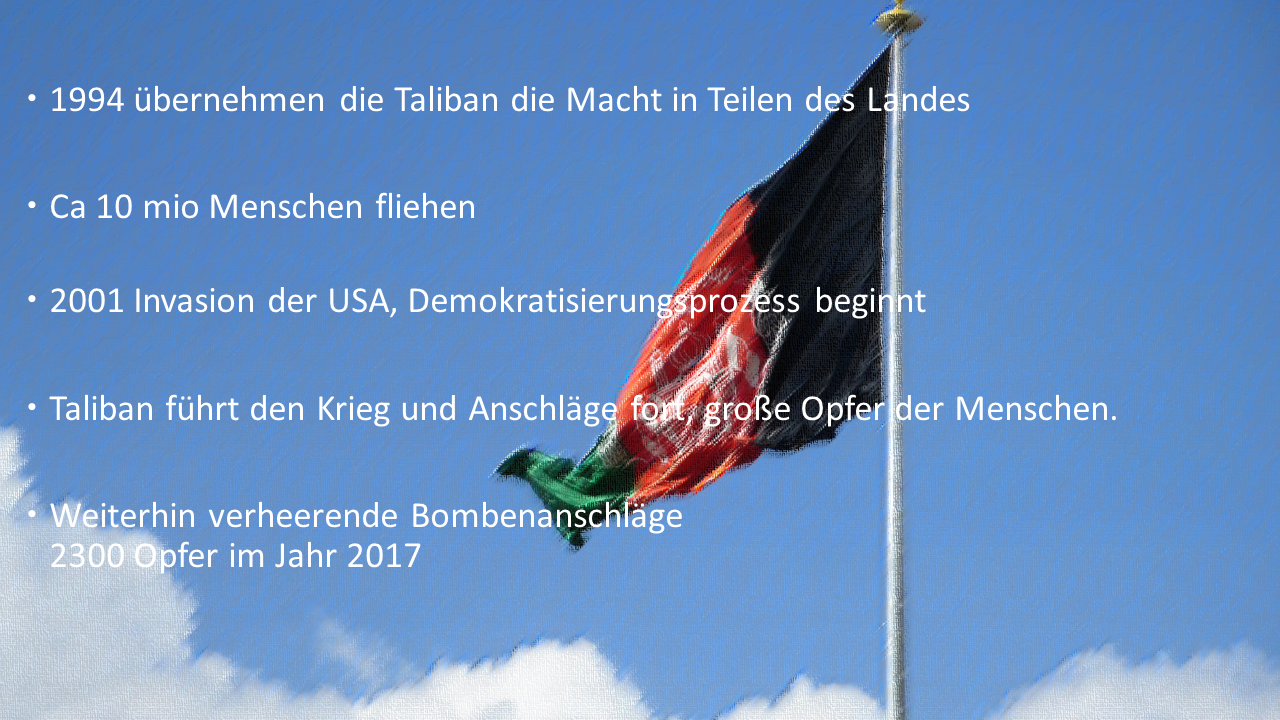 • 1994 übernehmen die Taliban die Macht in Teilen des Landes
• Ca 10 mio Menschen fliehen
• 2001 Invasion der USA, Demokratisierungsprozess beginnt
• Taliban führt den Krieg und Anschläge fort, große Opfer der Menschen.
• Weiterhin verheerende Bombenanschläge
2300 Opfer im Jahr 2017